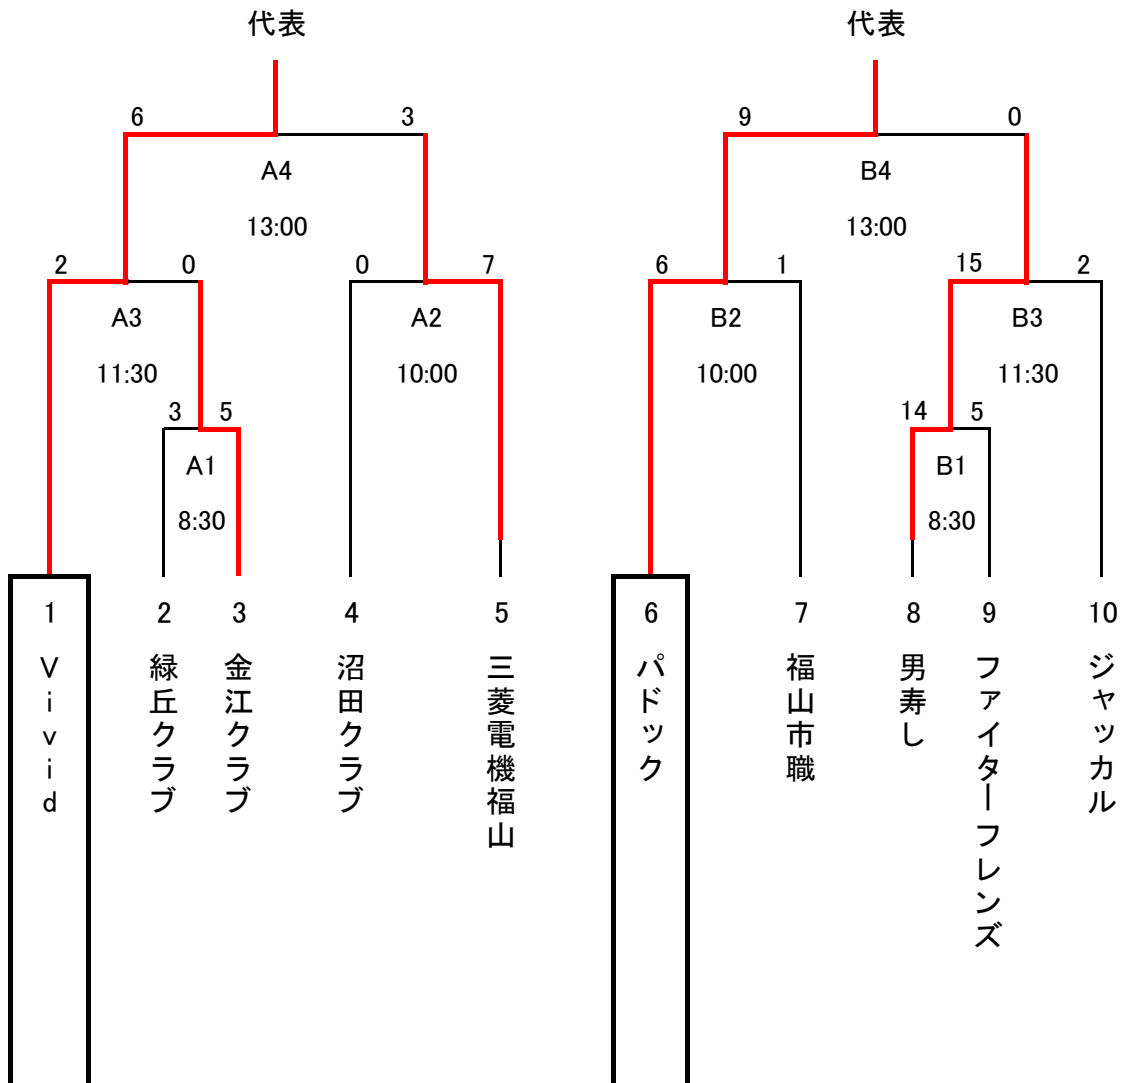 代表 代表
6 3 9 0
A4 B4
13:00 13:00
2 0 0 7 6 1 15 2
A3 A2 B2 B3
11:30 10:00 10:00 11:30
3 5 14 5
A1 B1
8:30 8:30
1 2 3 4 5 6 7 8 9 10
Vivid
緑丘クラブ
金江クラブ
沼田クラブ
三菱電機福山
パドック
福山市職
男寿し
ファイターフレンズ
ジャッカル